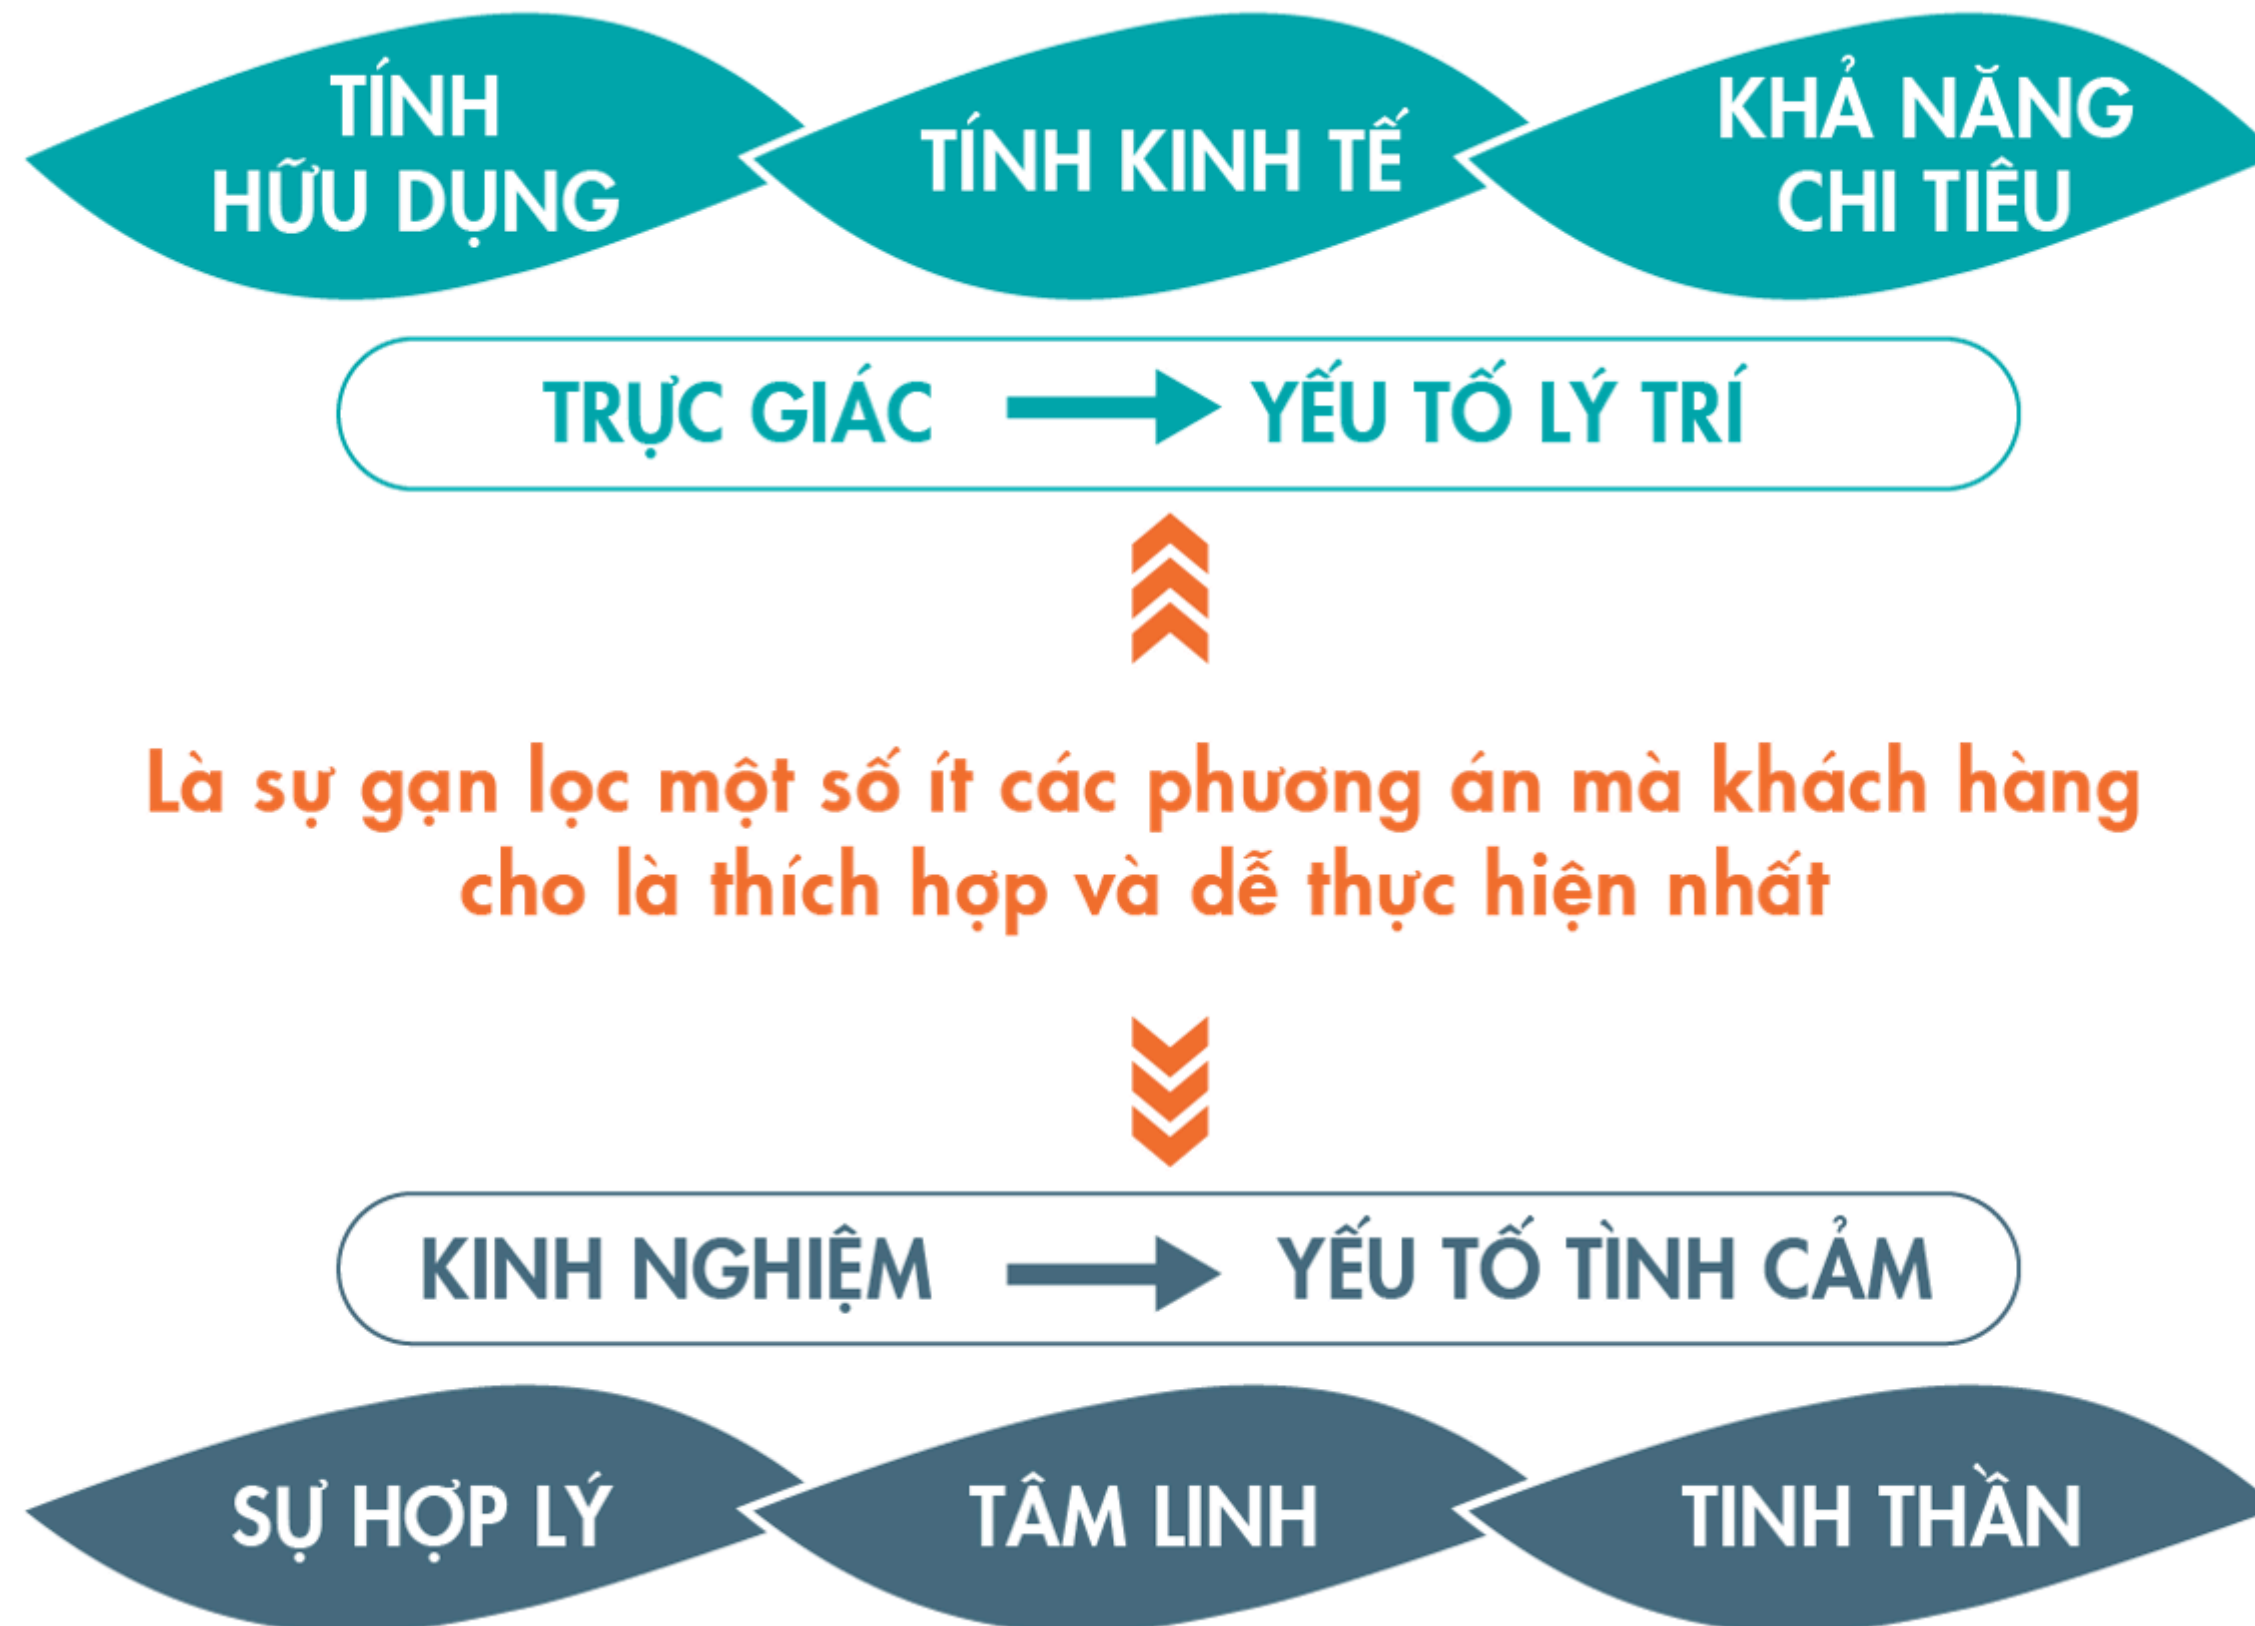 TÍNH
HỮU DỤNG
TÍNH KINH TẾ
KHẢ NĂNG
CHI TIÊU
TRỰC GIÁC
YẾU TỐ LÝ TRÍ
Là sự gạn lọc một số ít các phương án mà khách hàng
cho là thích hợp và dễ thực hiện nhất
KINH NGHIỆM
YẾU TỐ TÌNH CẢM
SỰ HỢP LÝ
TÂM LINH
TINH THẦN